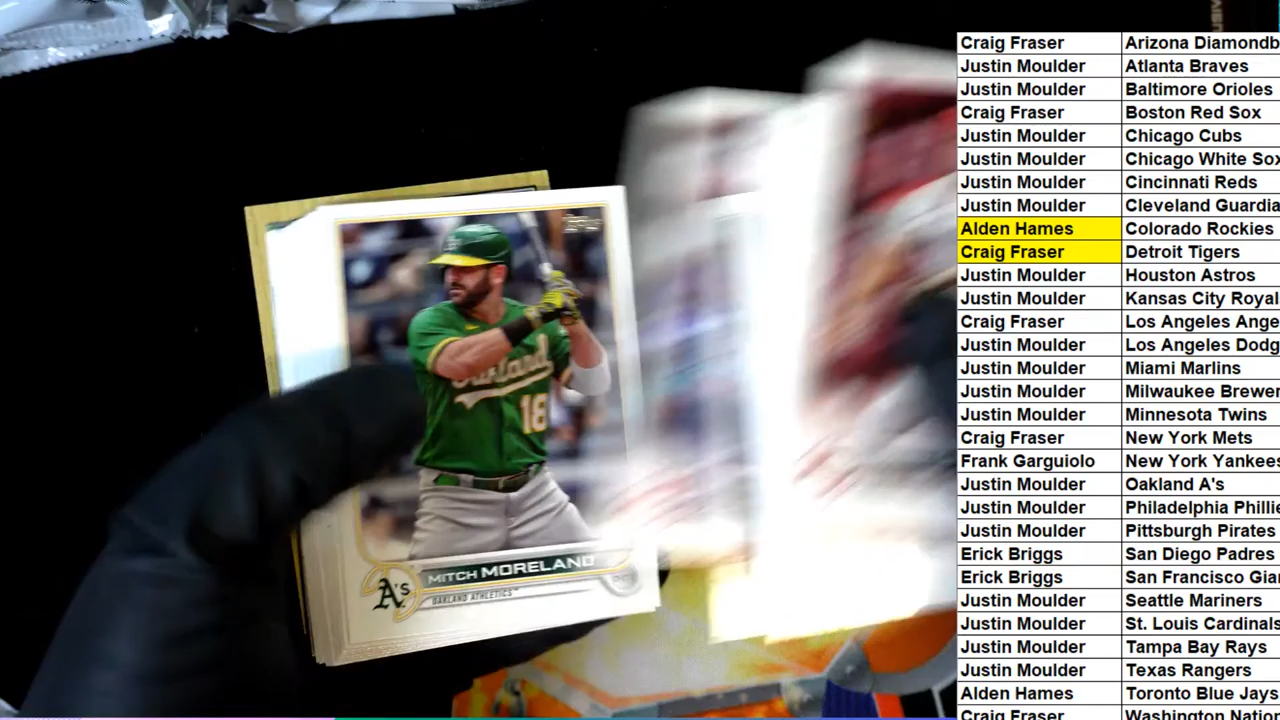 Craig Fraser Arizona Diamondb
Justin Moulder Atlanta Braves
Justin Moulder Baltimore Orioles
Craig Fraser Boston Red Sox
Justin Moulder Chicago Cubs
Justin Moulder Chicago White Sox
Justin Moulder Cincinnati Reds
Justin Moulder Cleveland Guardia
Alden Hames Colorado Rockies
Craig Fraser Detroit Tigers
Justin Moulder Houston Astros
Justin Moulder Kansas City Royal
Craig Fraser Los Angeles Ange
Justin Moulder Los Angeles Dodg
Justin Moulder Miami Marlins
Justin Moulder Milwaukee Brewer
Justin Moulder Minnesota Twins
Craig Fraser New York Mets
Frank Garguiolo New York Yankees
Justin Moulder Oakland A's
Justin Moulder Philadelphia Phillie
Justin Moulder Pittsburgh Pirates
Erick Briggs San Diego Padres
Erick Briggs San Francisco Gia
Justin Moulder Seattle Mariners
Justin Moulder St. Louis Cardinals
Justin Moulder Tampa Bay Rays
Justin Moulder Texas Rangers
Alden Hames Toronto Blue Jays
Craig Fraser Washington Nation
Oakland
18
MITCH MORELAND
A's
OAKLAND ATHLETICS™